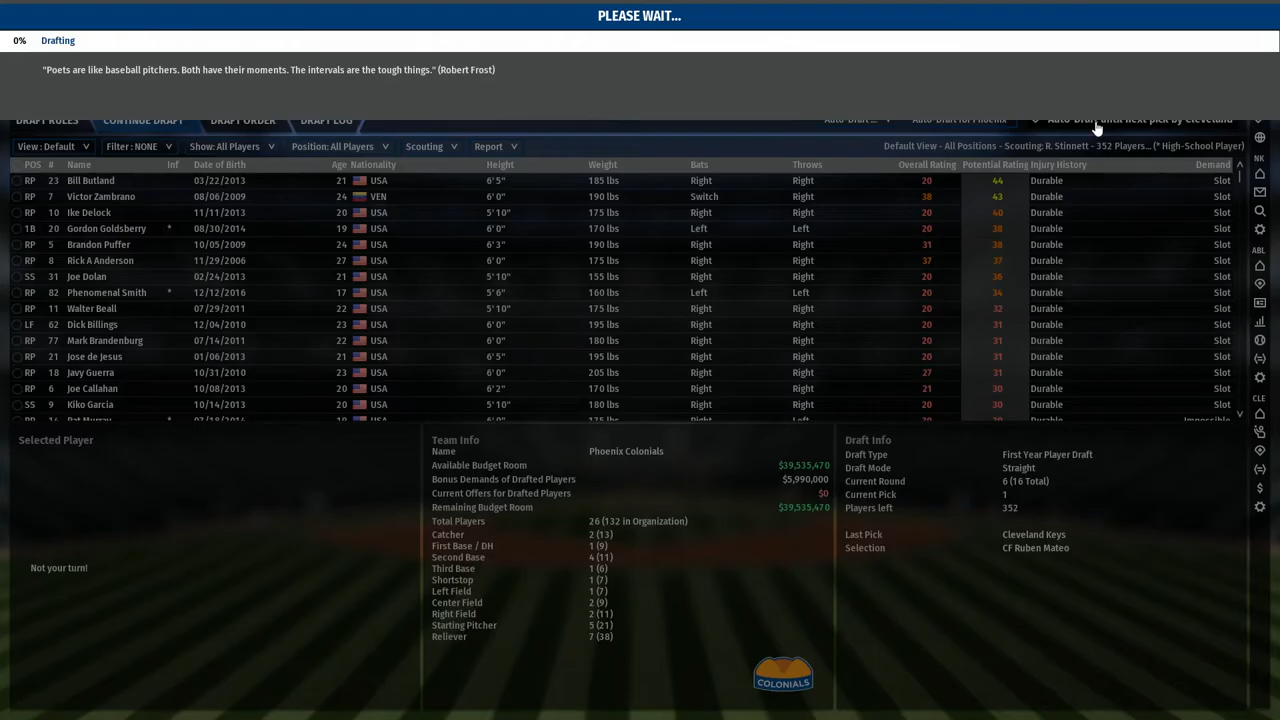 PLEASE WAIT...
0% Drafting
"Poets are like baseball pitchers. Both have their moments. The intervals are the tough things." (Robert Frost)
DRAFT RULES CONTINUE DRAFT DRAFT ORDER DRAFT LOG Auto-Draft ... Auto-Draft for Phoenix Auto-Draft until next pick by Cleveland
View : Default Filter : NONE Show: All Players Position: All Players Scouting Report Default View - All Positions - Scouting: R. Stinnett - 352 Players... (* High-School Player)
POS # Name Inf Date of Birth Age Nationality Height Weight Bats Throws Overall Rating Potential Rating Injury History Demand
RP 23 Bill Butland 03/22/2013 21 USA 6' 5" 185 lbs Right Right 20 44 Durable Slot
RP 7 Victor Zambrano 08/06/2009 24 VEN 6' 0" 190 lbs Switch Right 38 43 Durable Slot
RP 10 Ike Delock 11/11/2013 20 USA 5' 10" 175 lbs Right Right 20 40 Durable Slot
1B 20 Gordon Goldsberry * 08/30/2014 19 USA 6' 0" 170 lbs Left Left 20 38 Durable Slot
RP 5 Brandon Puffer 10/05/2009 24 USA 6' 3" 190 lbs Right Right 31 38 Durable Slot
RP 8 Rick A Anderson 11/29/2006 27 USA 6' 0" 175 lbs Right Right 37 37 Durable Slot
SS 31 Joe Dolan 02/24/2013 21 USA 5' 10" 155 lbs Right Right 20 36 Durable Slot
RP 82 Phenomenal Smith * 12/12/2016 17 USA 5' 6" 160 lbs Left Left 20 34 Durable Slot
RP 11 Walter Beall 07/29/2011 22 USA 5' 10" 175 lbs Right Right 20 32 Durable Slot
LF 62 Dick Billings 12/04/2010 23 USA 6' 0" 195 lbs Right Right 20 31 Durable Slot
RP 77 Mark Brandenburg 07/14/2011 22 USA 6' 0" 180 lbs Right Right 20 31 Durable Slot
RP 21 Jose de Jesus 01/06/2013 21 USA 6' 5" 195 lbs Right Right 20 31 Durable Slot
RP 18 Javy Guerra 10/31/2010 23 USA 6' 0" 205 lbs Right Right 27 31 Durable Slot
RP 6 Joe Callahan 10/08/2013 20 USA 6' 2" 170 lbs Right Right 21 30 Durable Slot
SS 9 Kiko Garcia 10/14/2013 20 USA 5' 10" 180 lbs Right Right 20 30 Durable Slot
Pat Murray * USA 175 lbs Right Left Durable Impossible
NK
ABL
CLE
Selected Player
Not your turn!
Team Info
Name Phoenix Colonials
Available Budget Room $39,535,470
Bonus Demands of Drafted Players $5,990,000
Current Offers for Drafted Players $0
Remaining Budget Room $39,535,470
Total Players 26 (132 in Organization)
Catcher 2 (13)
First Base / DH 1 (9)
Second Base 4 (11)
Third Base 1 (6)
Shortstop 1 (7)
Left Field 1 (7)
Center Field 2 (9)
Right Field 2 (11)
Starting Pitcher 5 (21)
Reliever 7 (38)
COLONIALS
Draft Info
Draft Type First Year Player Draft
Draft Mode Straight
Current Round 6 (16 Total)
Current Pick 1
Players left 352
Last Pick Cleveland Keys
Selection CF Ruben Mateo